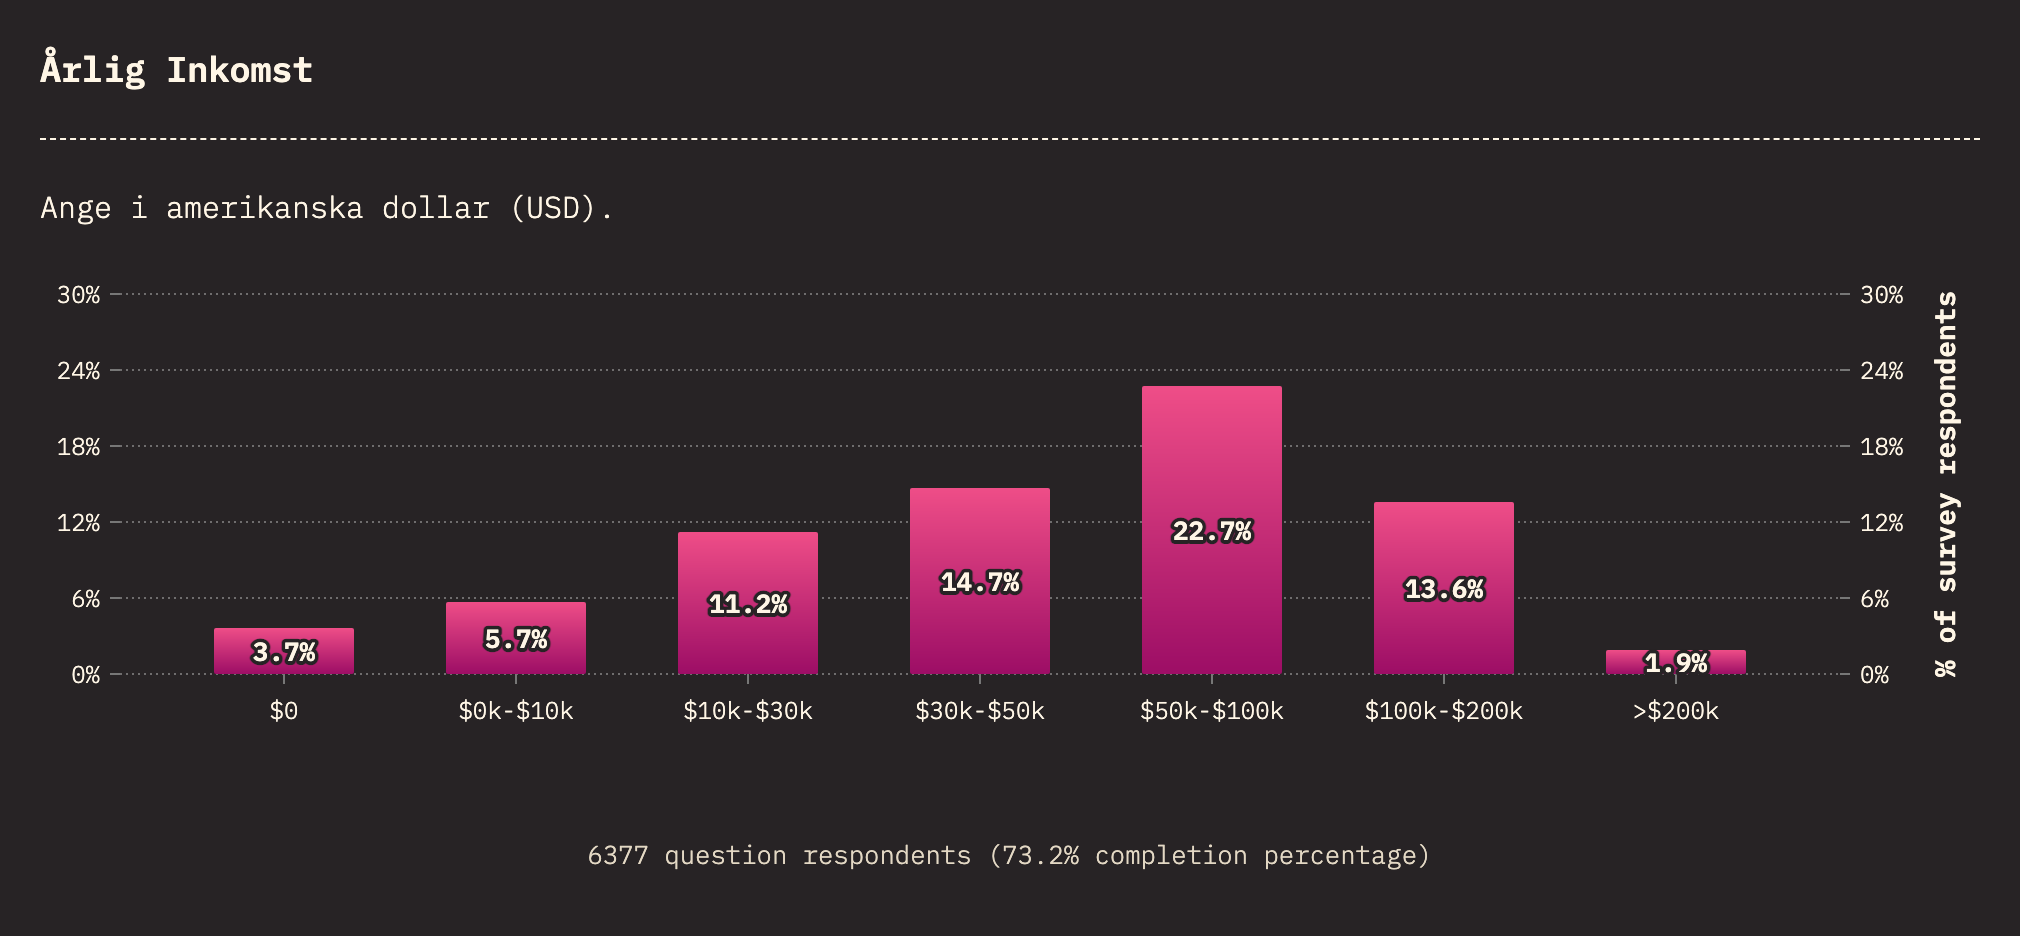 Årlig Inkomst
Ange i amerikanska dollar (USD).
30%
24%
18%
12%
6%
0%
3.7%
5.7%
11.2%
14.7%
22.7%
13.6%
1.9%
$0
$0k-$10k
$10k-$30k
$30k-$50k
$50k-$100k
$100k-$200k
>$200k
30%
24%
18%
12%
6%
0%
% of survey respondents
6377 question respondents (73.2% completion percentage)